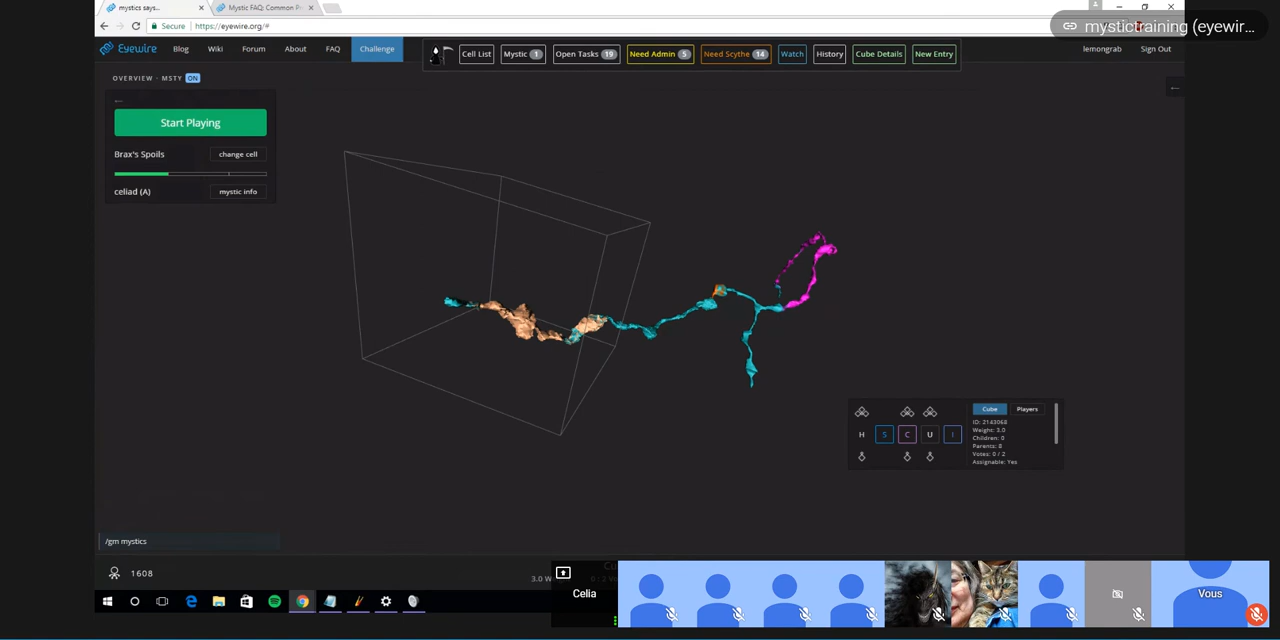 mystics says...
Mystic FAQ: Common Pr
Secure https://eyewire.org/#
mystictraining (eyewir...
Eyewire Blog Wiki Forum About FAQ Challenge
Cell List Mystic 1 Open Tasks 19 Need Admin 5 Need Scythe 14 Watch History Cube Details New Entry
lemongrab Sign Out
OVERVIEW - MSTY ON
Start Playing
Brax's Spoils change cell
celiad (A) mystic info
H S C U I
Cube Players
ID: 2143068
Weight: 3.0
Children: 0
Parents: 8
Votes: 0 / 2
Assignable: Yes
/gm mystics
1608
3.0 W
Celia
Vous